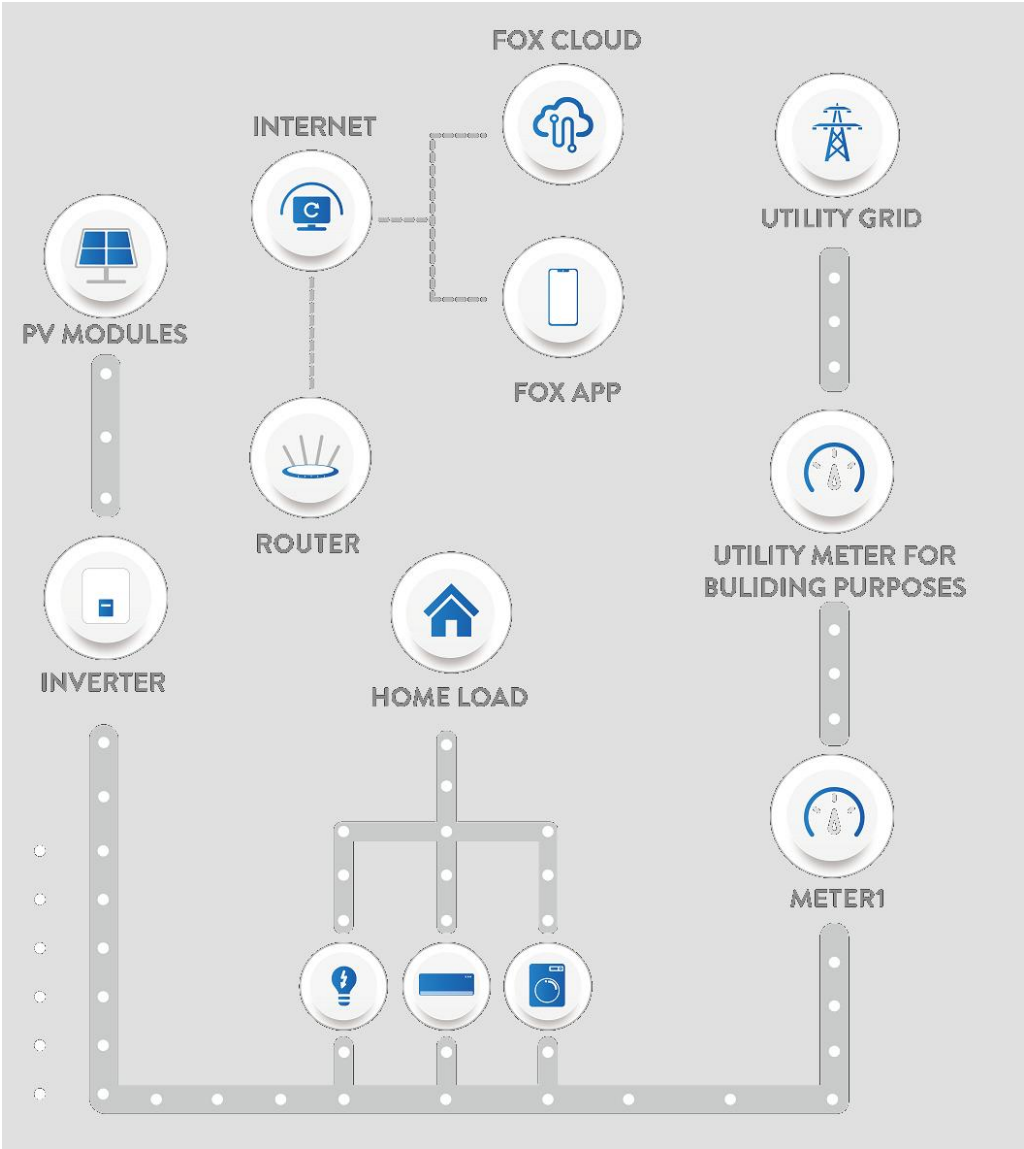 FOX CLOUD
INTERNET
UTILITY GRID
PV MODULES
FOX APP
ROUTER
UTILITY METER FOR
BULIDING PURPOSES
INVERTER
HOME LOAD
METER1